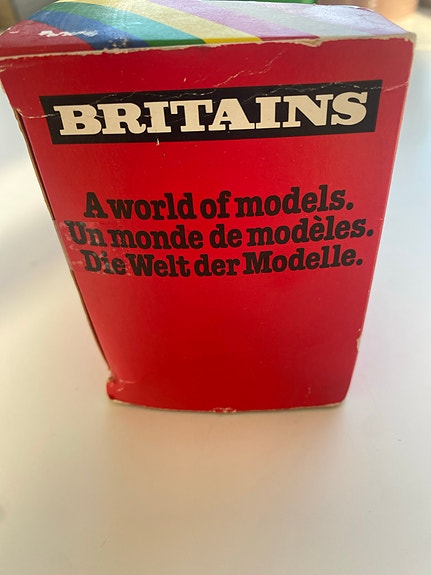 BRITAINS
A world of models.
Un monde de modèles.
Die Welt der Modelle.